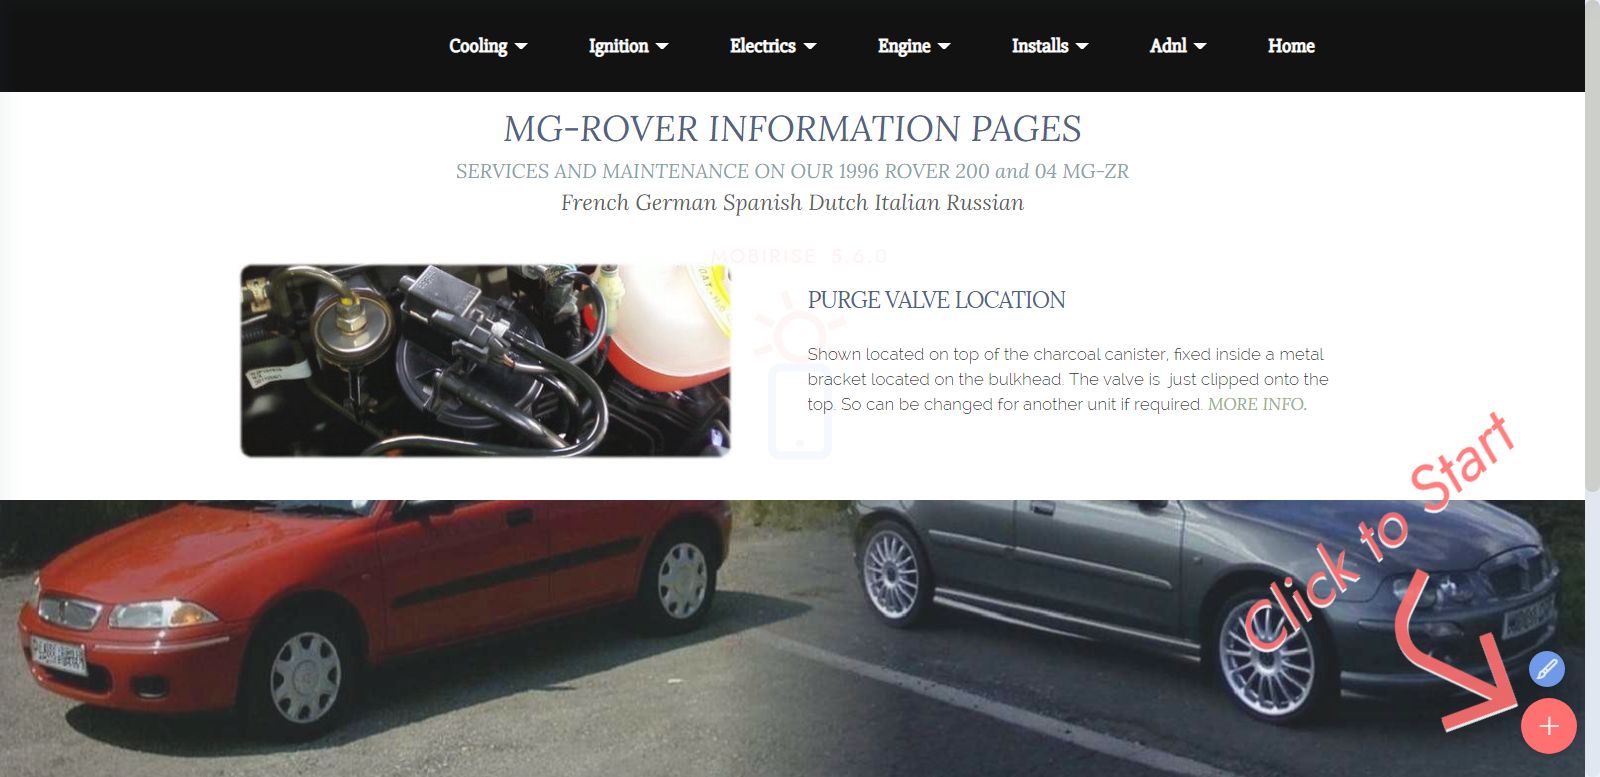 Cooling Ignition Electrics Engine Installs Adnl Home
MG-ROVER INFORMATION PAGES
SERVICES AND MAINTENANCE ON OUR 1996 ROVER 200 and 04 MG-ZR
French German Spanish Dutch Italian Russian
MOBIRISE 5.6.0
PURGE VALVE LOCATION
Shown located on top of the charcoal canister, fixed inside a metal
bracket located on the bulkhead. The valve is just clipped onto the
top. So can be changed for another unit if required. MORE INFO.
Click to Start